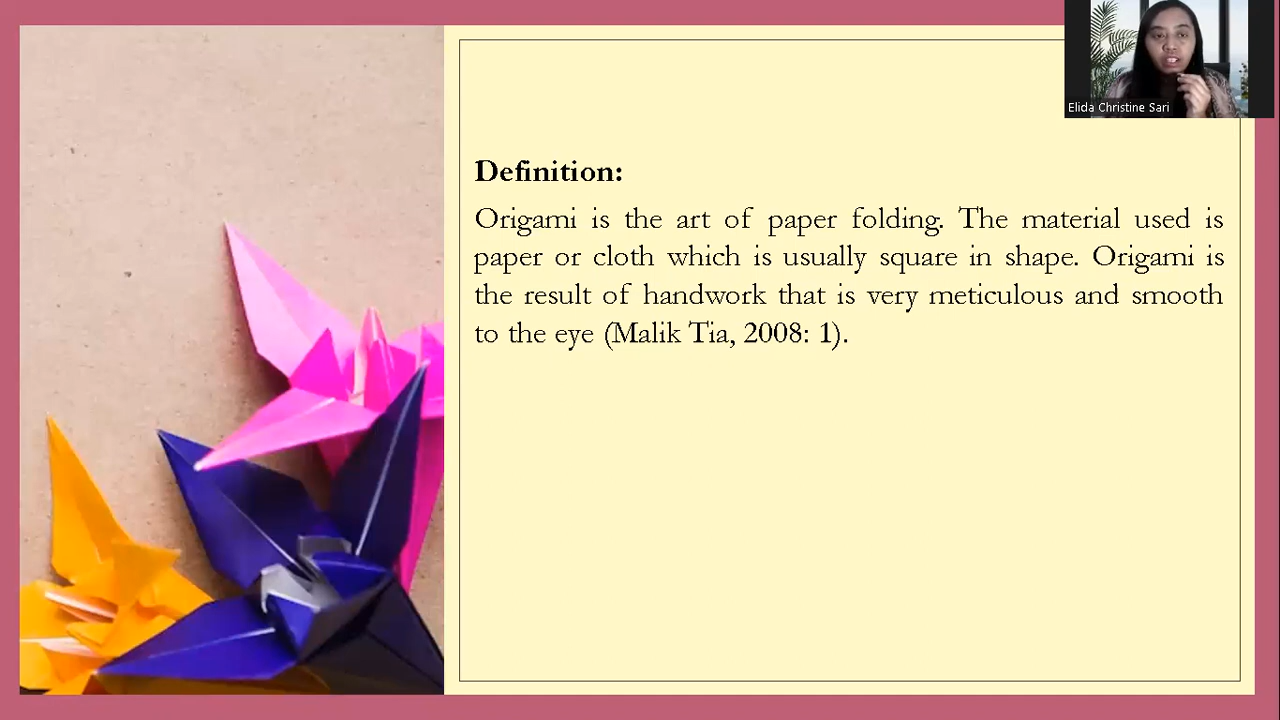 Elida Christine Sari
Definition:
Origami is the art of paper folding. The material used is
paper or cloth which is usually square in shape. Origami is
the result of handwork that is very meticulous and smooth
to the eye (Malik Tia, 2008: 1).